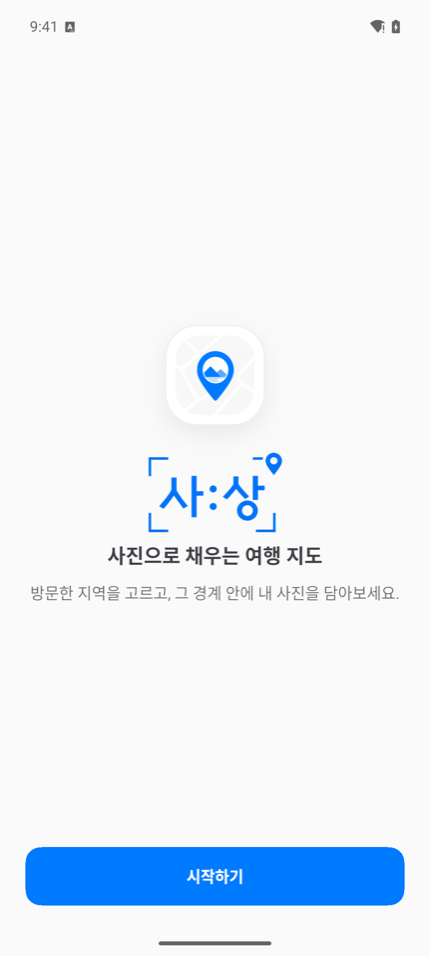 9:41
사:상
사진으로 채우는 여행 지도
방문한 지역을 고르고, 그 경계 안에 내 사진을 담아보세요.
시작하기